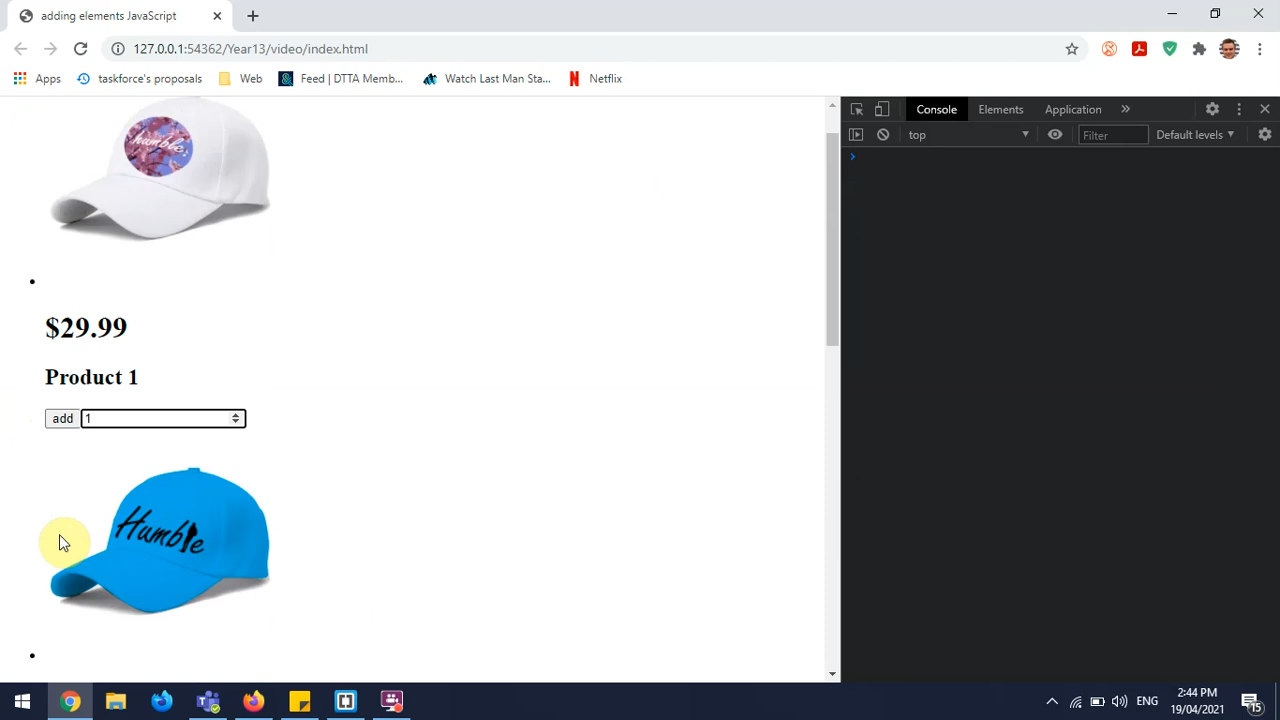 adding elements JavaScript
127.0.0.1:54362/Year13/video/index.html
Apps taskforce's proposals Web Feed | DTTA Memb... Watch Last Man Sta... Netflix
Console Elements Application
top Filter Default levels
humble.
$29.99
Product 1
add 1
Humble
2:44 PM
ENG
19/04/2021
15